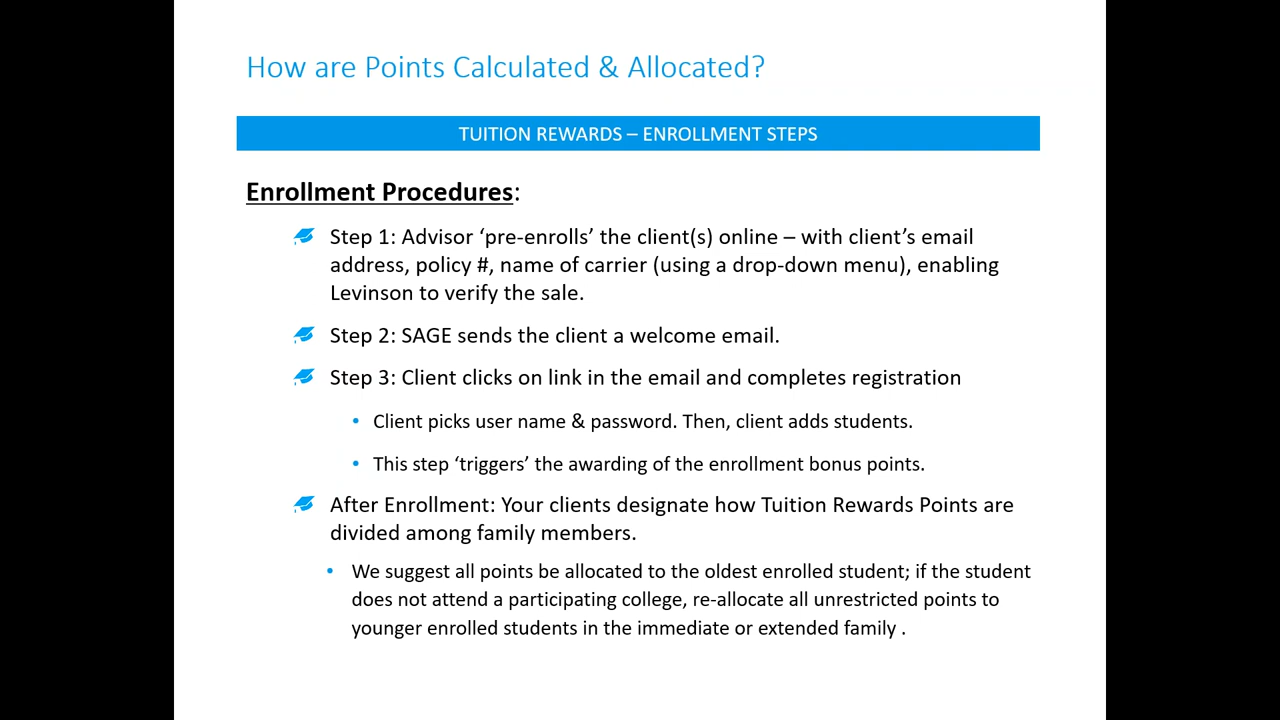 How are Points Calculated & Allocated?
TUITION REWARDS – ENROLLMENT STEPS
Enrollment Procedures:
Step 1: Advisor ‘pre-enrolls’ the client(s) online – with client’s email
address, policy #, name of carrier (using a drop-down menu), enabling
Levinson to verify the sale.
Step 2: SAGE sends the client a welcome email.
Step 3: Client clicks on link in the email and completes registration
• Client picks user name & password. Then, client adds students.
• This step ‘triggers’ the awarding of the enrollment bonus points.
After Enrollment: Your clients designate how Tuition Rewards Points are
divided among family members.
• We suggest all points be allocated to the oldest enrolled student; if the student
does not attend a participating college, re-allocate all unrestricted points to
younger enrolled students in the immediate or extended family .